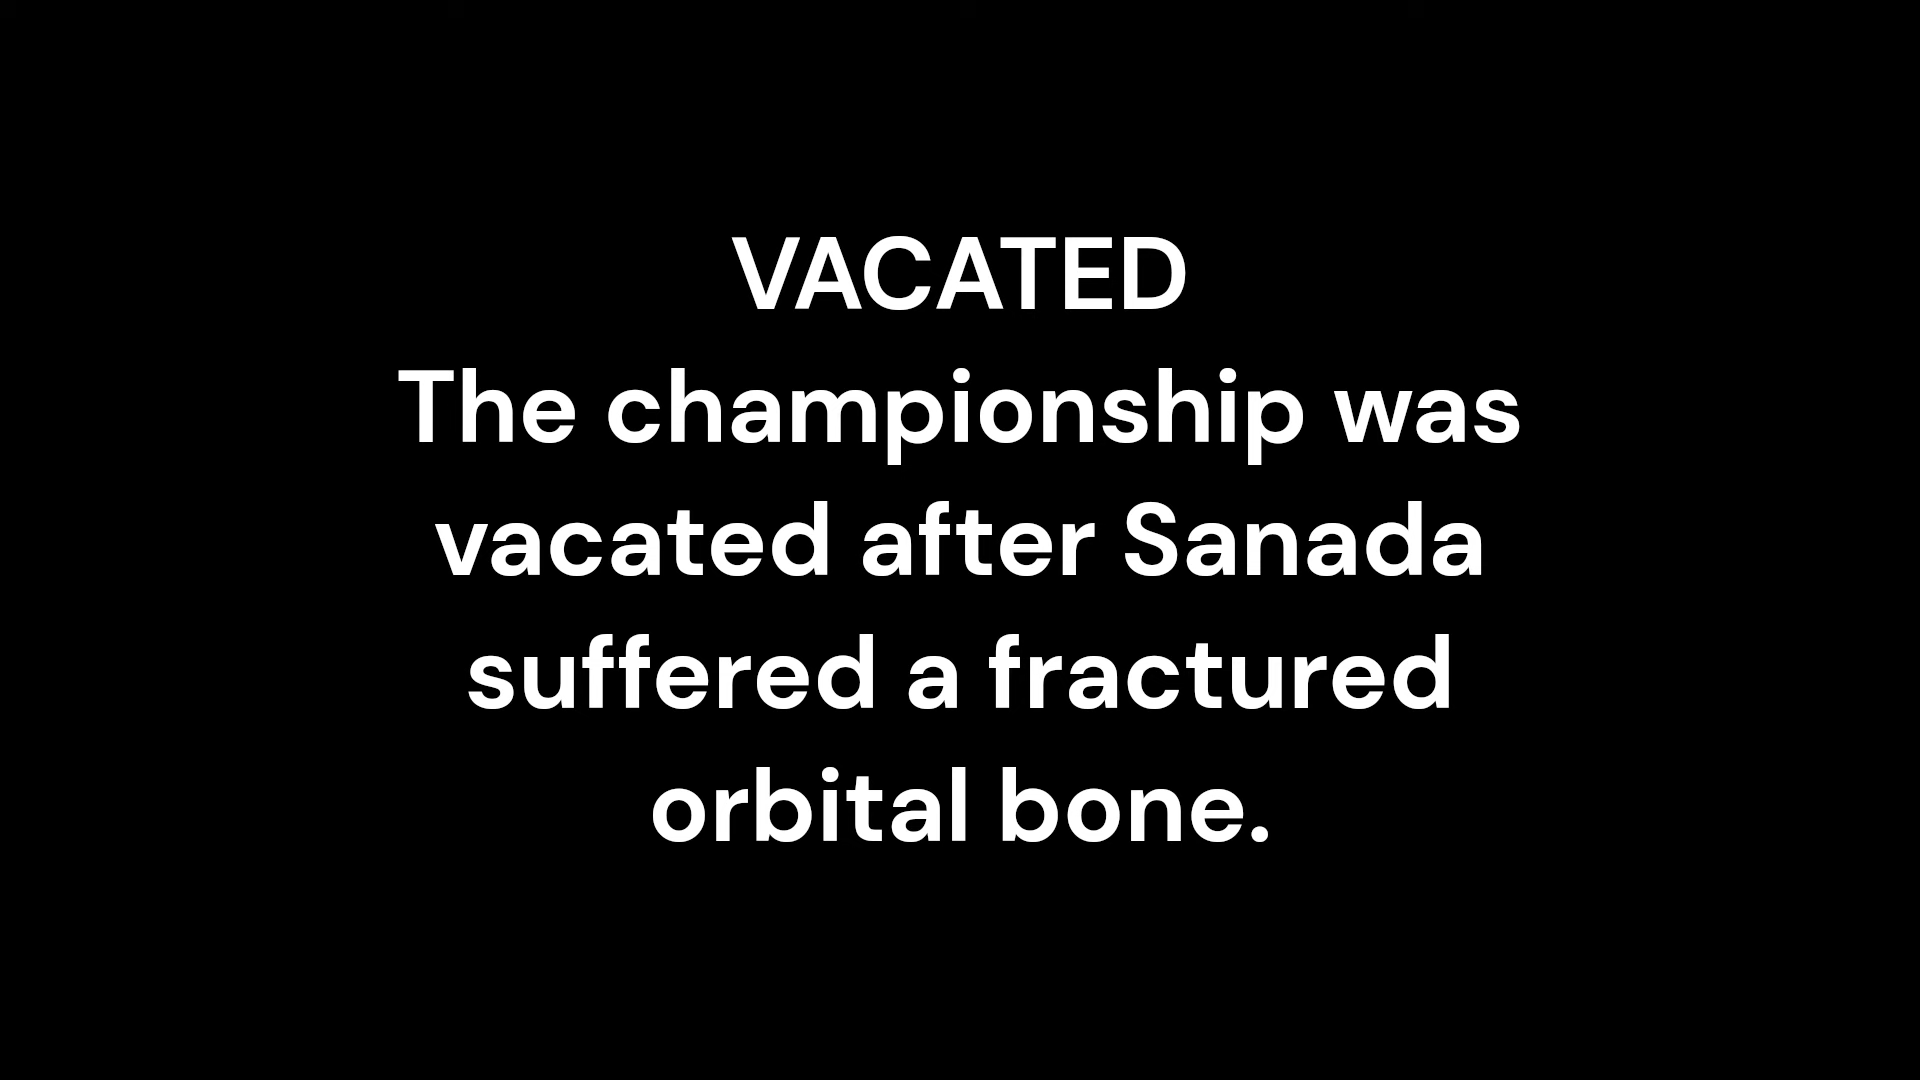 VACATED
The championship was
vacated after Sanada
suffered a fractured
orbital bone.